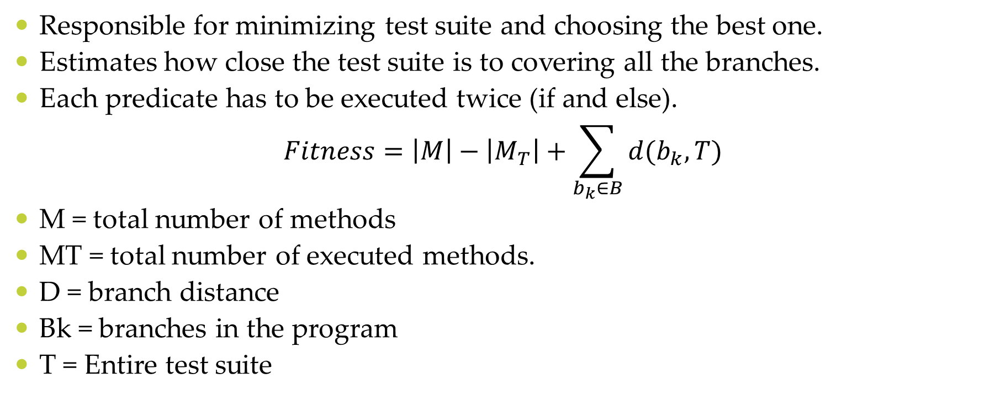 • Responsible for minimizing test suite and choosing the best one.
• Estimates how close the test suite is to covering all the branches.
• Each predicate has to be executed twice (if and else).
Fitness = |M| − |M_T| + ∑_{b_k∈B} d(b_k, T)
• M = total number of methods
• MT = total number of executed methods.
• D = branch distance
• Bk = branches in the program
• T = Entire test suite